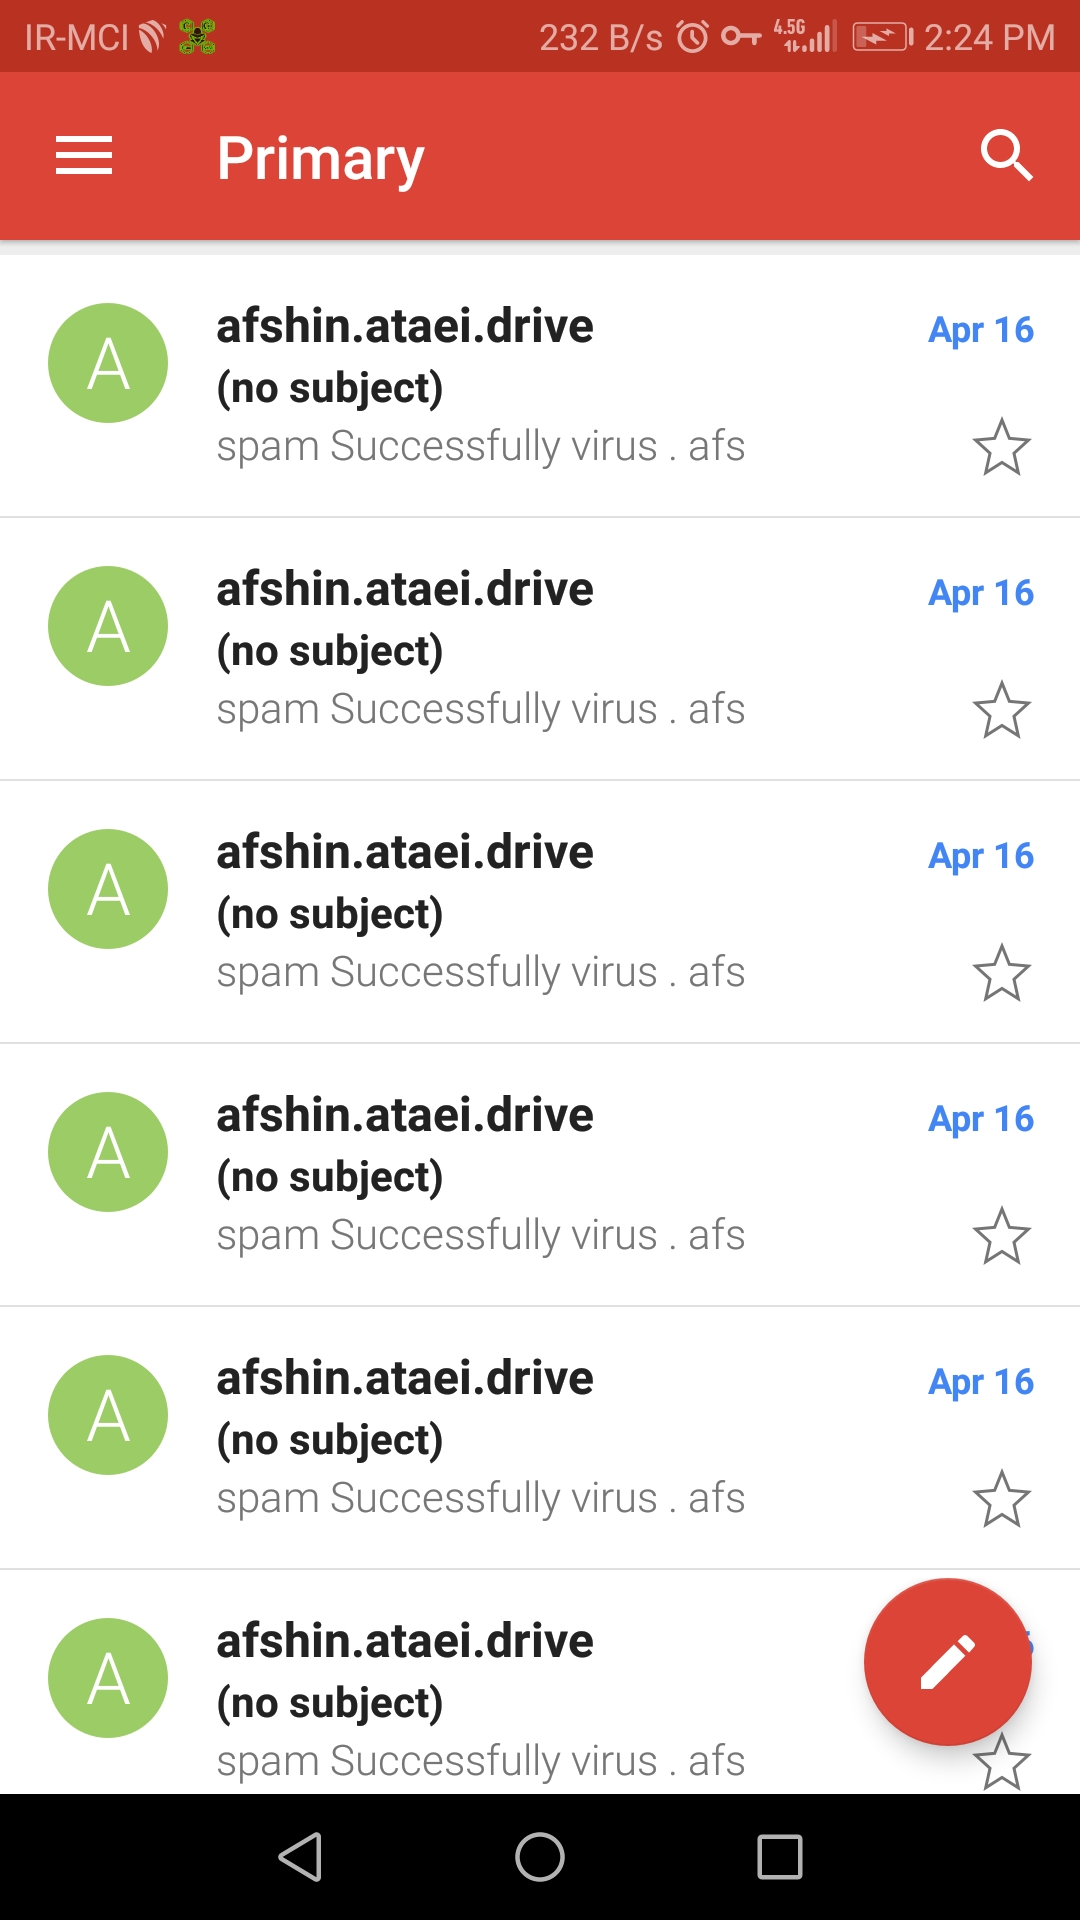 IR-MCI 232 B/s 4.5G 2:24 PM
Primary
A afshin.ataei.drive Apr 16
(no subject)
spam Successfully virus . afs
A afshin.ataei.drive Apr 16
(no subject)
spam Successfully virus . afs
A afshin.ataei.drive Apr 16
(no subject)
spam Successfully virus . afs
A afshin.ataei.drive Apr 16
(no subject)
spam Successfully virus . afs
A afshin.ataei.drive Apr 16
(no subject)
spam Successfully virus . afs
A afshin.ataei.drive
(no subject)
spam Successfully virus . afs